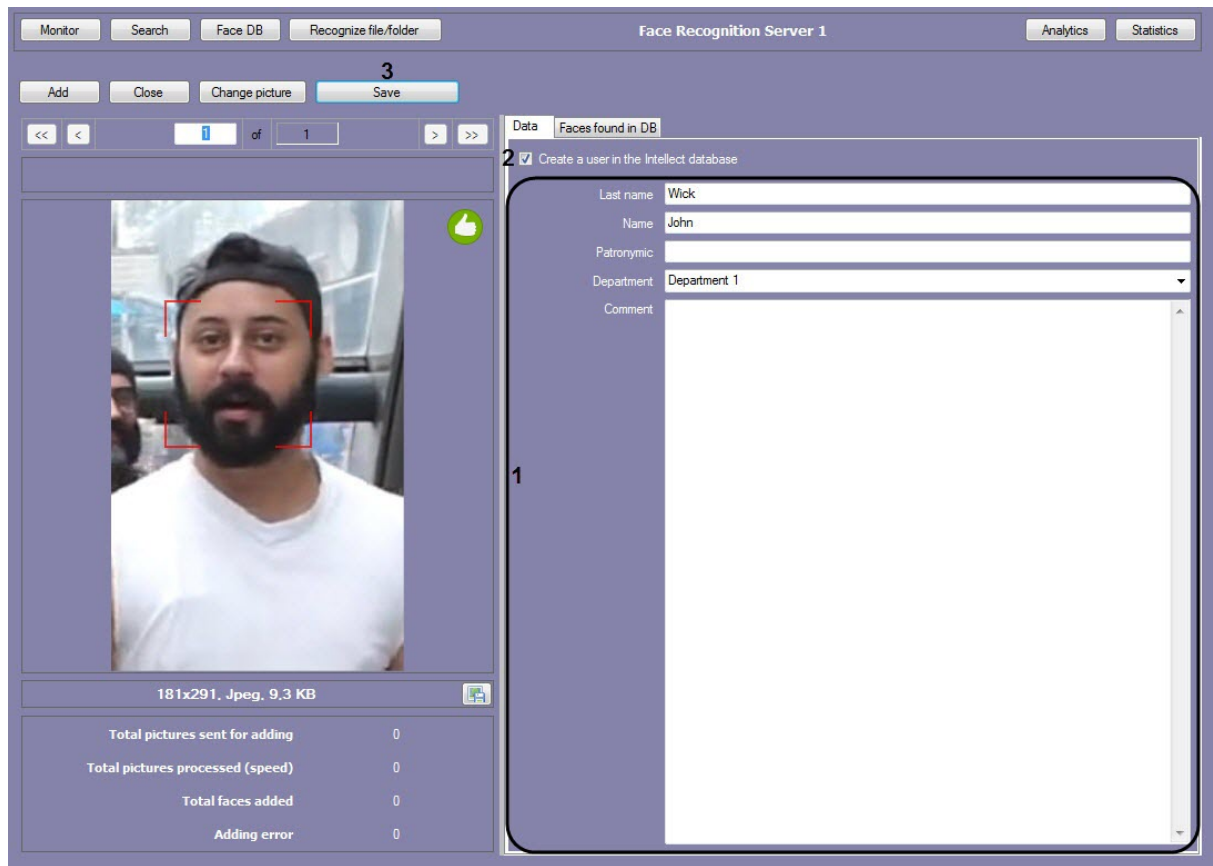 Monitor Search Face DB Recognize file/folder Face Recognition Server 1 Analytics Statistics
3
Add Close Change picture Save
<< < 1 of 1 > >>
Data Faces found in DB
2 Create a user in the Intellect database
Last name Wick
Name John
Patronymic
Department Department 1
Comment
1
181x291, Jpeg, 9,3 KB
Total pictures sent for adding 0
Total pictures processed (speed) 0
Total faces added 0
Adding error 0